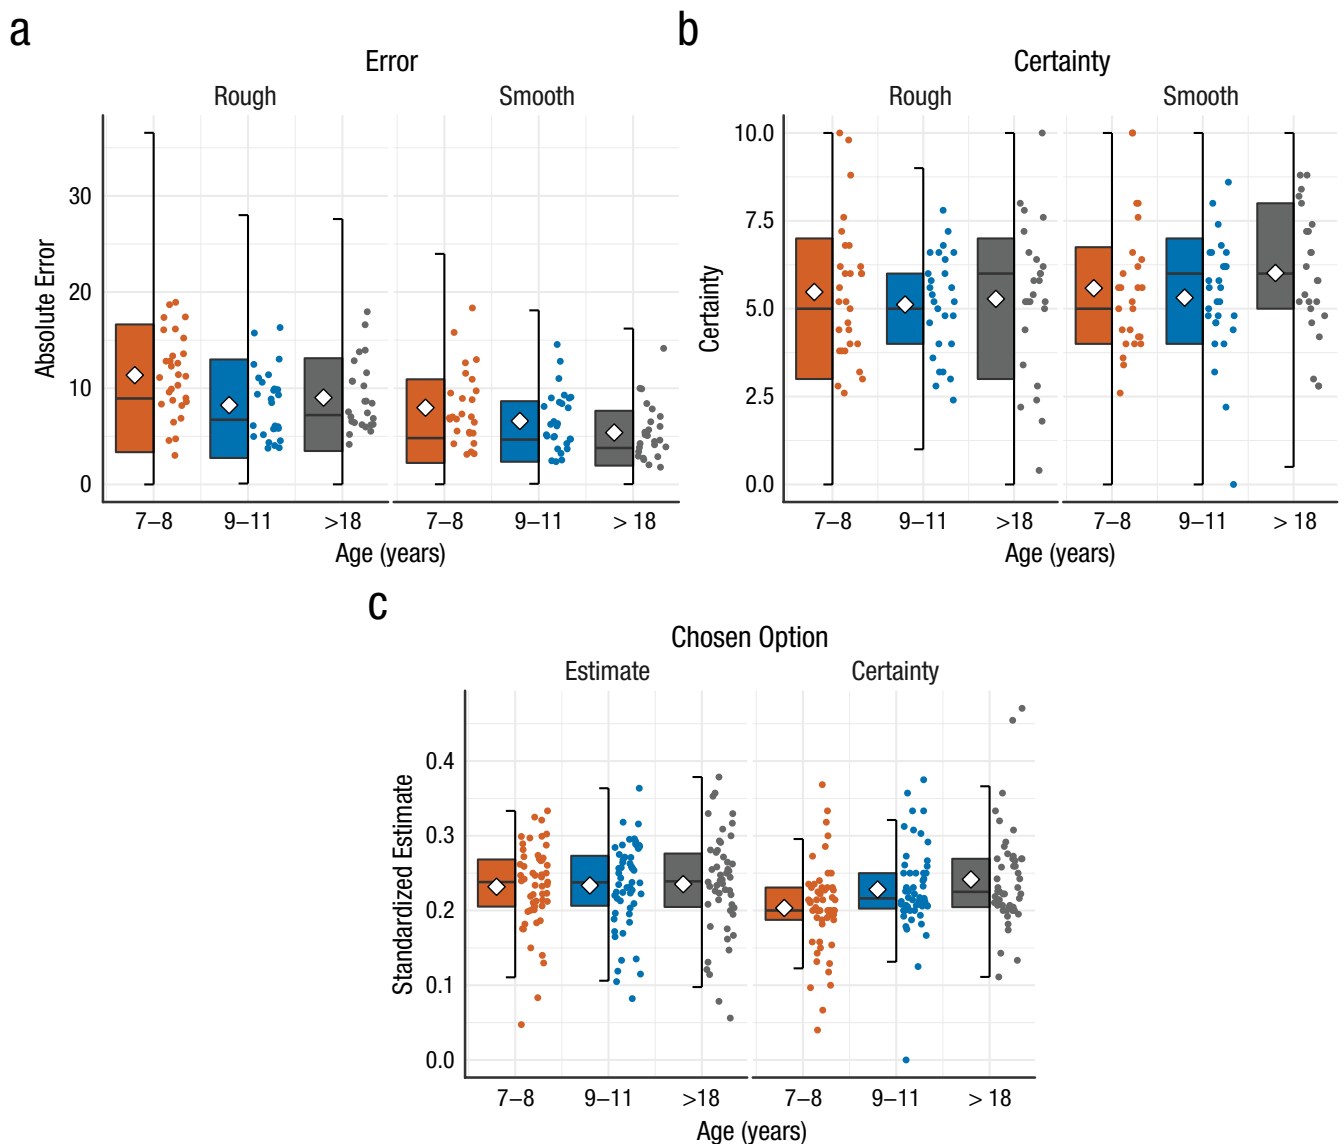 a
Error
Rough Smooth
Absolute Error
30
20
10
0
7–8 9–11 >18 7–8 9–11 > 18
Age (years)
b
Certainty
Rough Smooth
Certainty
10.0
7.5
5.0
2.5
0.0
7–8 9–11 >18 7–8 9–11 > 18
Age (years)
c
Chosen Option
Estimate Certainty
Standardized Estimate
0.4
0.3
0.2
0.1
0.0
7–8 9–11 >18 7–8 9–11 > 18
Age (years)